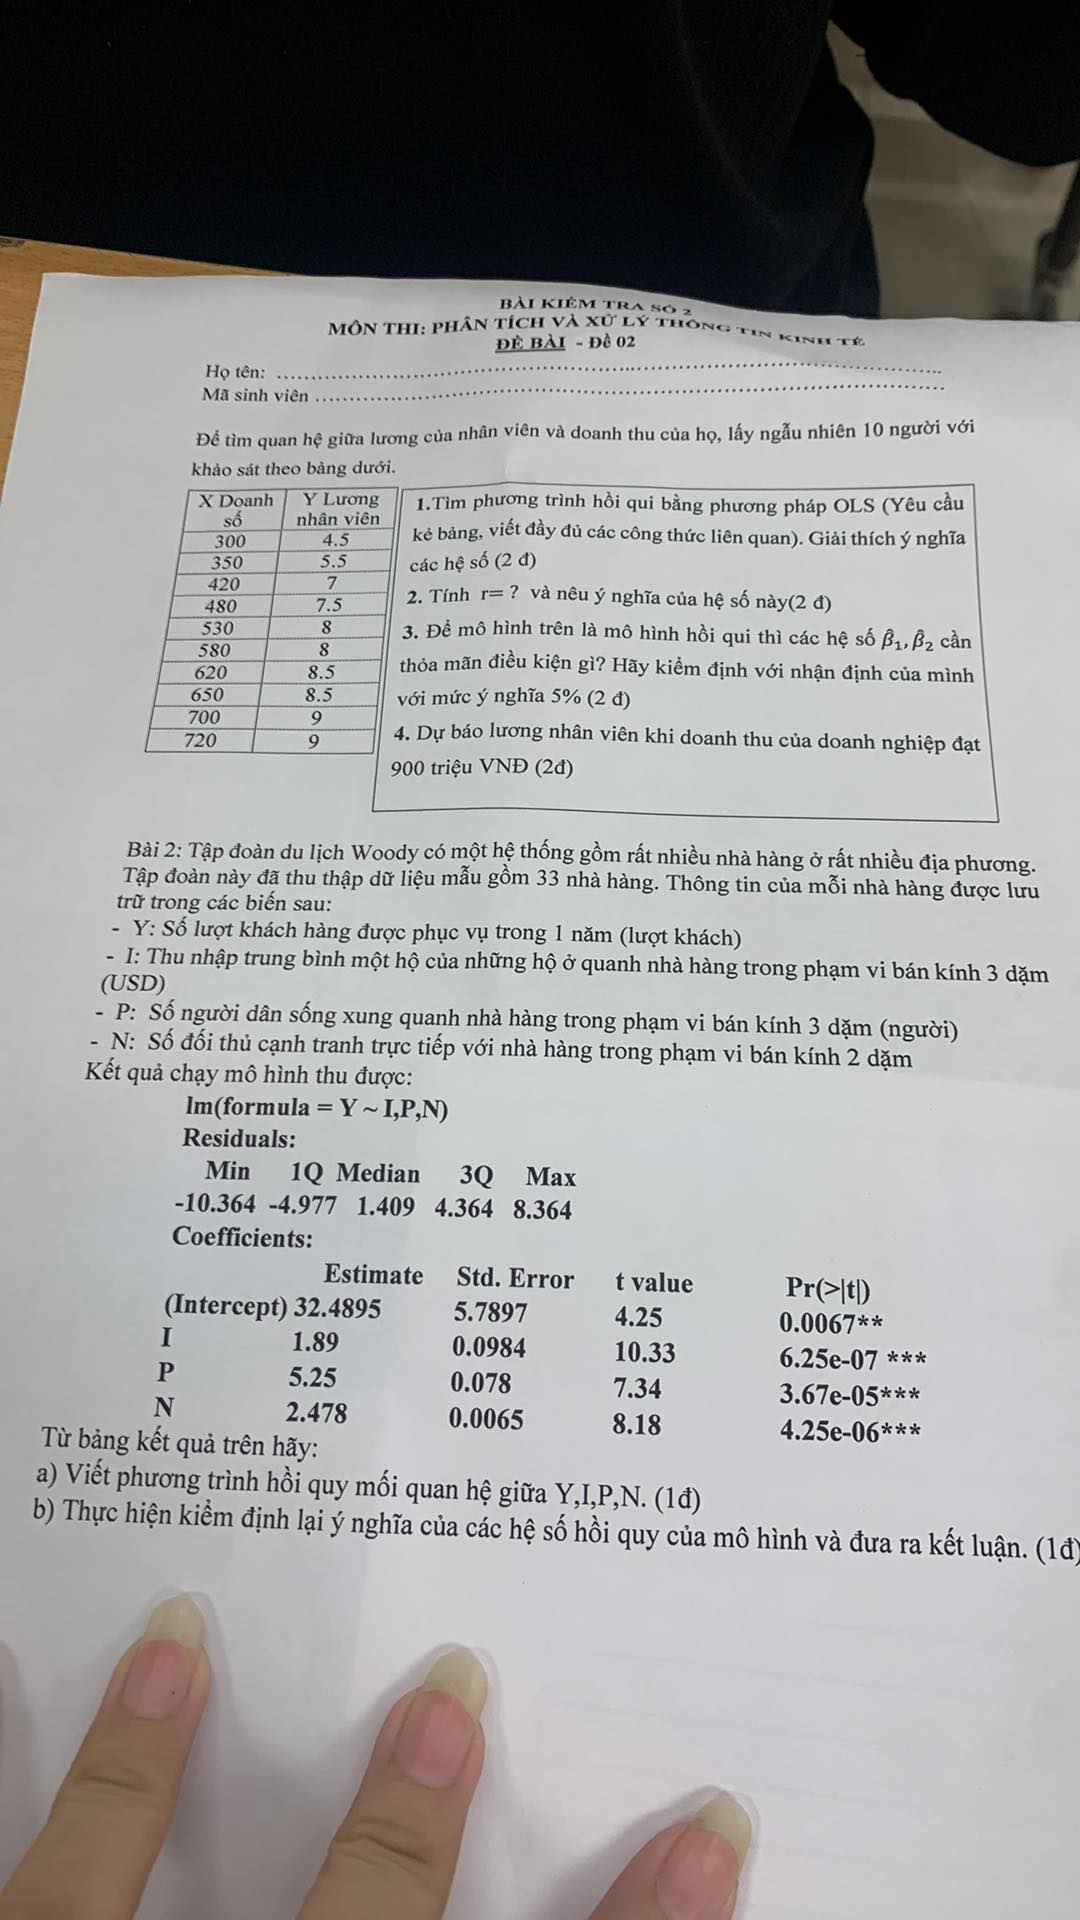 BÀI KIỂM TRA SỐ 2
MÔN THI: PHÂN TÍCH VÀ XỬ LÝ THÔNG TIN KINH TẾ
ĐỀ BÀI - Đề 02
Họ tên: ........................................................
Mã sinh viên ........................................................
Để tìm quan hệ giữa lương của nhân viên và doanh thu của họ, lấy ngẫu nhiên 10 người với
khảo sát theo bảng dưới.
X Doanh số | Y Lương nhân viên
300 | 4.5
350 | 5.5
420 | 7
480 | 7.5
530 | 8
580 | 8
620 | 8.5
650 | 8.5
700 | 9
720 | 9
1.Tìm phương trình hồi qui bằng phương pháp OLS (Yêu cầu
kẻ bảng, viết đầy đủ các công thức liên quan). Giải thích ý nghĩa
các hệ số (2 đ)
2. Tính r= ? và nêu ý nghĩa của hệ số này(2 đ)
3. Để mô hình trên là mô hình hồi qui thì các hệ số β̂₁, β̂₂ cần
thỏa mãn điều kiện gì? Hãy kiểm định với nhận định của mình
với mức ý nghĩa 5% (2 đ)
4. Dự báo lương nhân viên khi doanh thu của doanh nghiệp đạt
900 triệu VNĐ (2đ)
Bài 2: Tập đoàn du lịch Woody có một hệ thống gồm rất nhiều nhà hàng ở rất nhiều địa phương.
Tập đoàn này đã thu thập dữ liệu mẫu gồm 33 nhà hàng. Thông tin của mỗi nhà hàng được lưu
trữ trong các biến sau:
- Y: Số lượt khách hàng được phục vụ trong 1 năm (lượt khách)
- I: Thu nhập trung bình một hộ của những hộ ở quanh nhà hàng trong phạm vi bán kính 3 dặm
(USD)
- P: Số người dân sống xung quanh nhà hàng trong phạm vi bán kính 3 dặm (người)
- N: Số đối thủ cạnh tranh trực tiếp với nhà hàng trong phạm vi bán kính 2 dặm
Kết quả chạy mô hình thu được:
lm(formula = Y ~ I,P,N)
Residuals:
Min 1Q Median 3Q Max
-10.364 -4.977 1.409 4.364 8.364
Coefficients:
Estimate Std. Error t value Pr(>|t|)
(Intercept) 32.4895 5.7897 4.25 0.0067**
I 1.89 0.0984 10.33 6.25e-07 ***
P 5.25 0.078 7.34 3.67e-05***
N 2.478 0.0065 8.18 4.25e-06***
Từ bảng kết quả trên hãy:
a) Viết phương trình hồi quy mối quan hệ giữa Y,I,P,N. (1đ)
b) Thực hiện kiểm định lại ý nghĩa của các hệ số hồi quy của mô hình và đưa ra kết luận. (1đ)